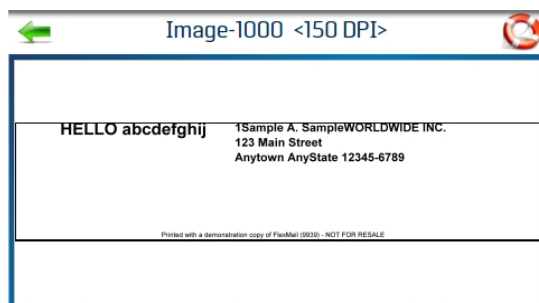 Image-1000 <150 DPI>
HELLO abcdefghij
1Sample A. SampleWORLDWIDE INC.
123 Main Street
Anytown AnyState 12345-6789
Printed with a demonstration copy of FlexMail (9939) - NOT FOR RESALE